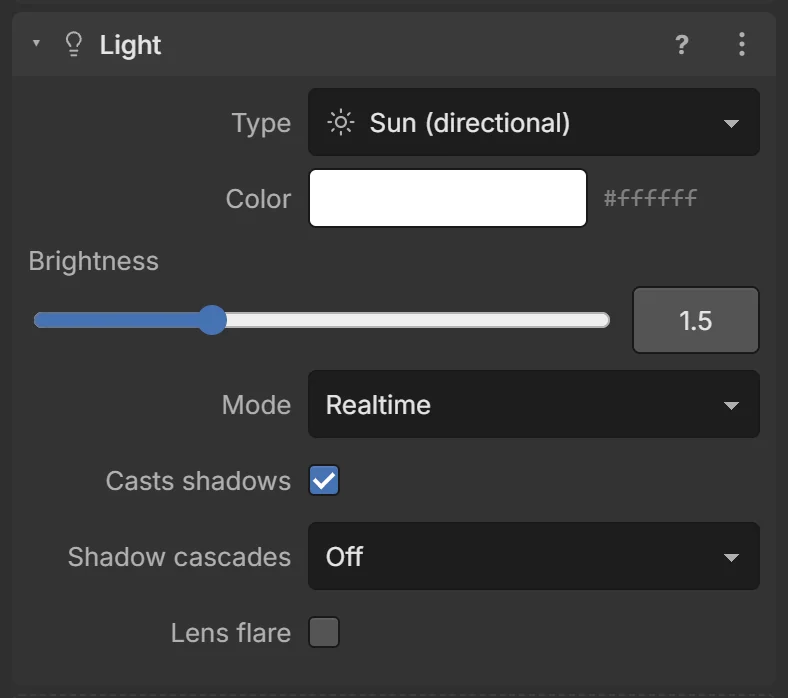 Light ?
Type Sun (directional)
Color #ffffff
Brightness
1.5
Mode Realtime
Casts shadows
Shadow cascades Off
Lens flare